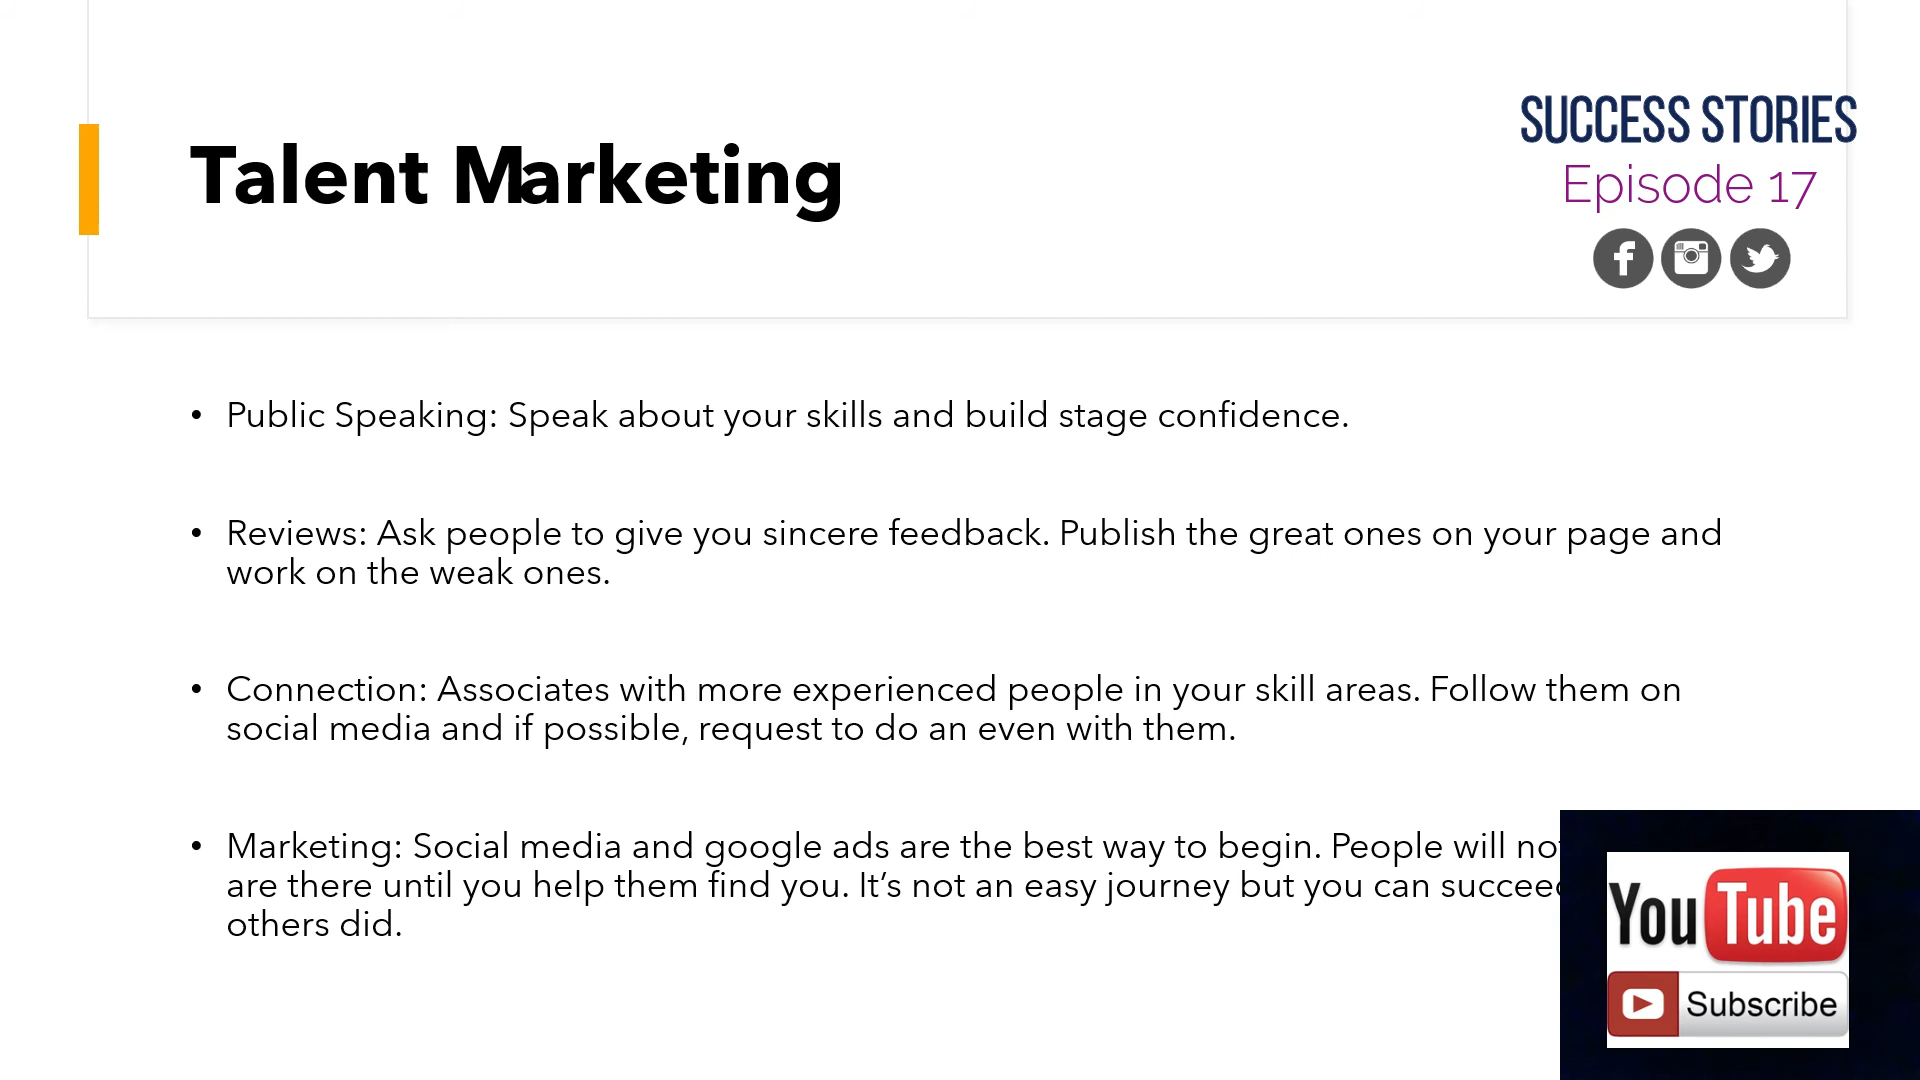 Talent Marketing
SUCCESS STORIES
Episode 17
• Public Speaking: Speak about your skills and build stage confidence.
• Reviews: Ask people to give you sincere feedback. Publish the great ones on your page and
work on the weak ones.
• Connection: Associates with more experienced people in your skill areas. Follow them on
social media and if possible, request to do an even with them.
• Marketing: Social media and google ads are the best way to begin. People will
are there until you help them find you. It’s not an easy journey but you can
others did.
YouTube
Subscribe